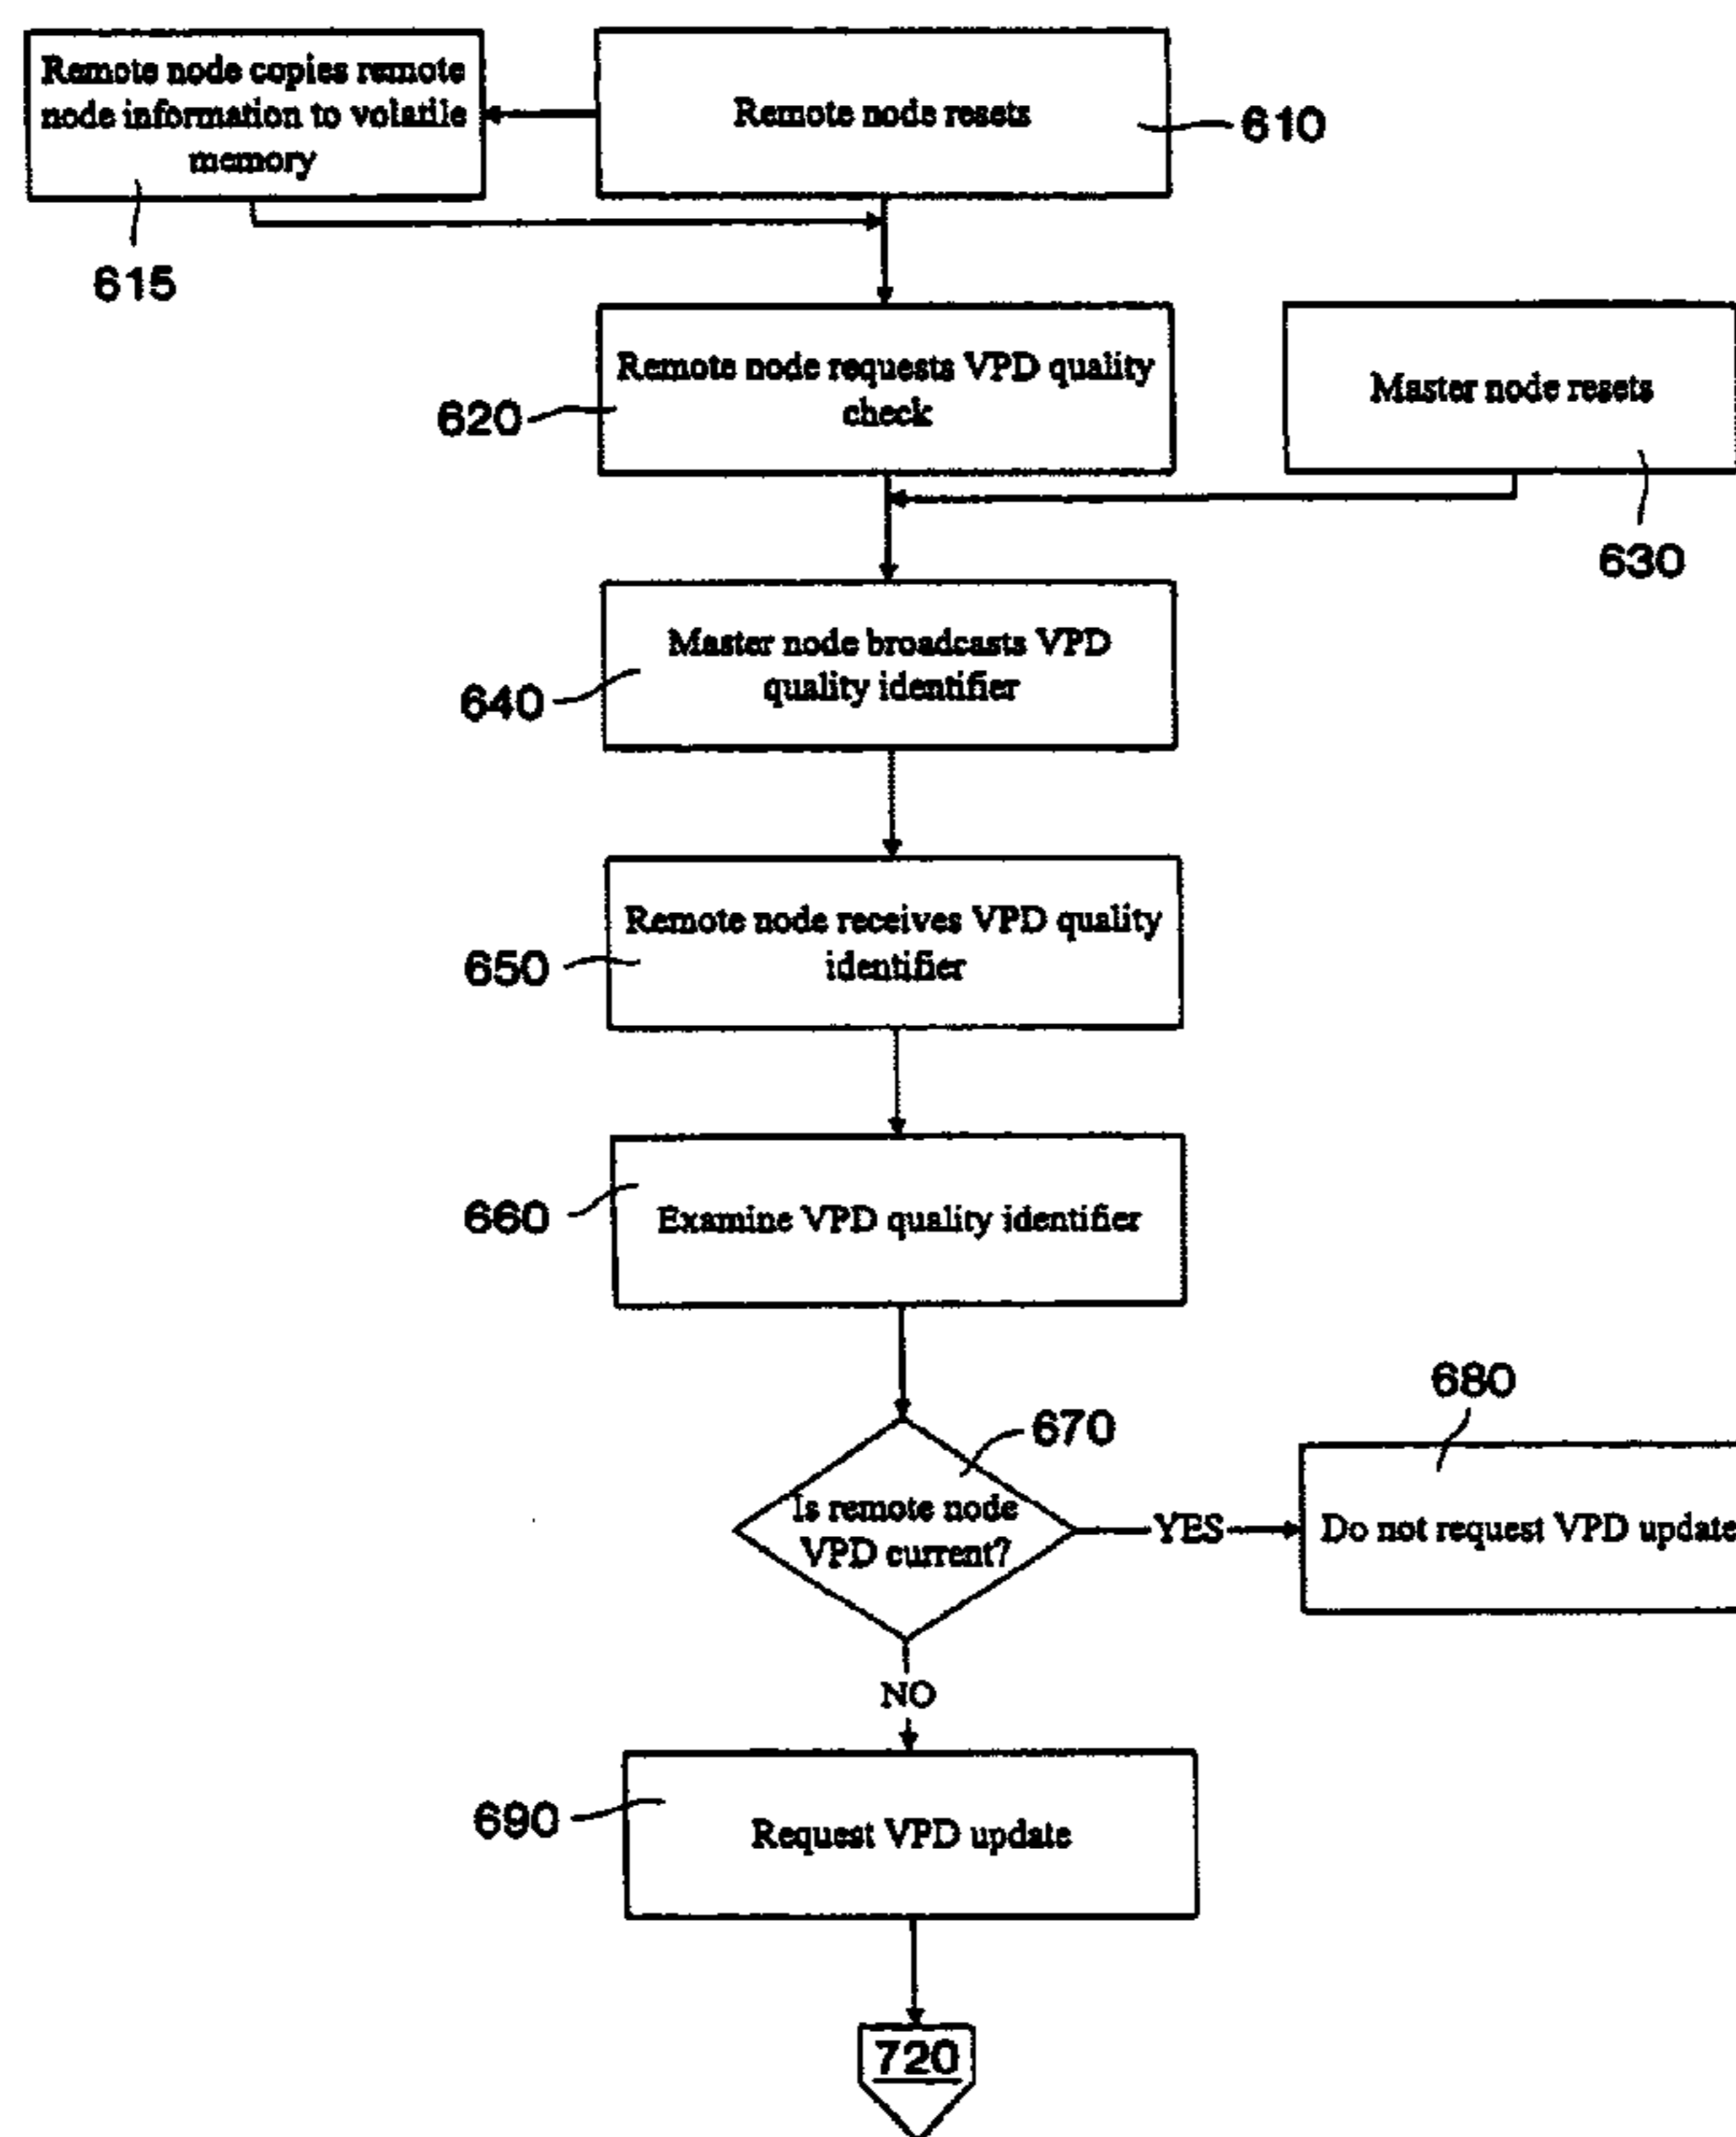 Remote node copies remote
node information to volatile
memory
Remote node resets
610
615
Remote node requests VPD quality
check
620
Master node resets
630
Master node broadcasts VPD
quality identifier
640
Remote node receives VPD quality
identifier
650
Examine VPD quality identifier
660
670
Is remote node
VPD current?
YES
680
Do not request VPD update
NO
Request VPD update
690
720